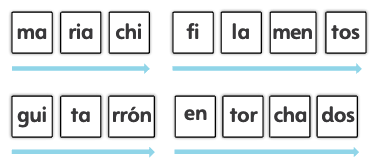 ma ria chi fi la men tos
gui ta rrón en tor cha dos